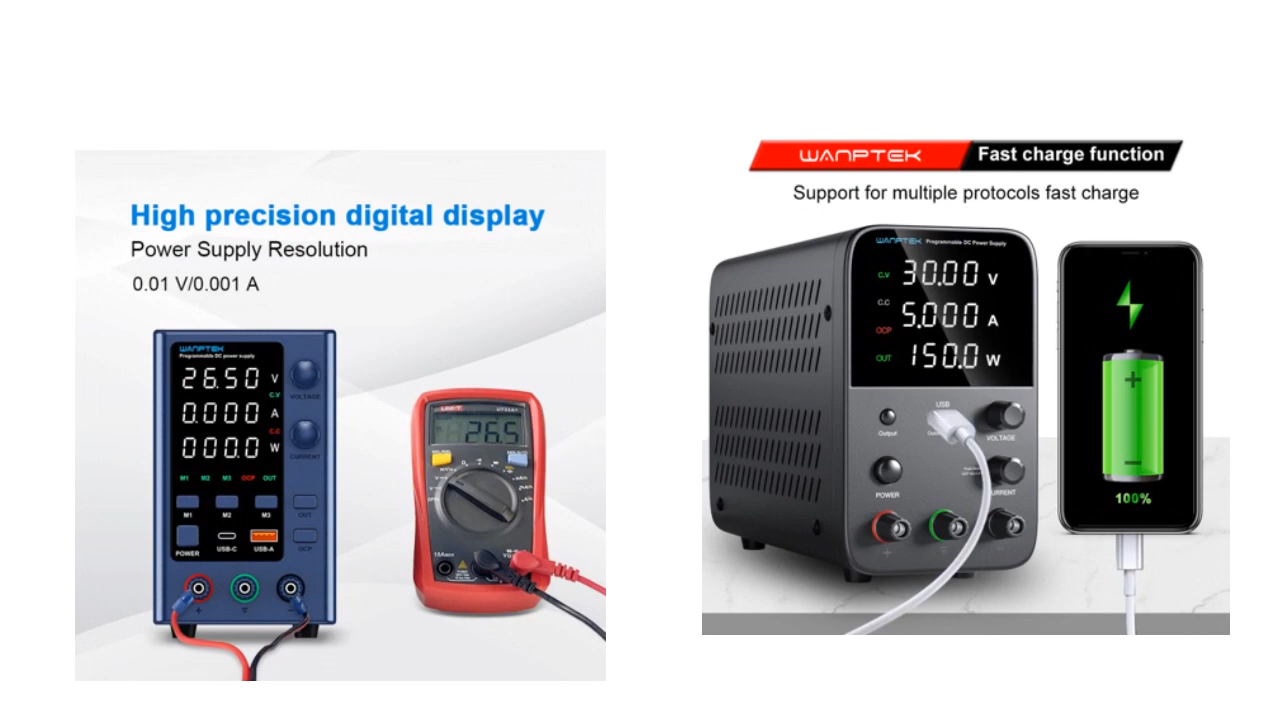 High precision digital display
Power Supply Resolution
0.01 V/0.001 A
WANPTEK
Programmable DC power supply
26.50 V
C.V
0.000 A
C.C
000.0 W
M1 M2 M3 OCP OUT
VOLTAGE
CURRENT
M1 M2 M3
OUT
POWER USB-C USB-A
OCP
+
−
UNI-T
26.5
WANPTEK Fast charge function
Support for multiple protocols fast charge
WANPTEK Programmable DC Power Supply
C.V 30.00 V
C.C 5.000 A
OCP
OUT 150.0 W
USB
Output
VOLTAGE
POWER
URRENT
+
−
+
−
100%